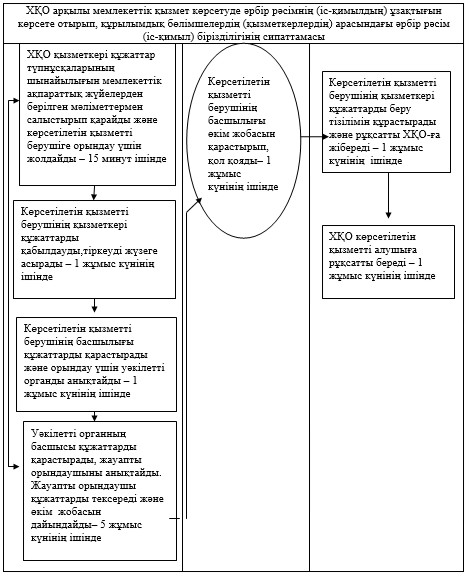 ХҚО арқылы мемлекеттік қызмет көрсетуде әрбір рәсімнің (іс-қимылдың) ұзақтығын
көрсете отырып, құрылымдық бөлімшелердің (қызметкерлердің) арасындағы әрбір рәсім
(іс-қимыл) бірізділігінің сипаттамасы
ХҚО қызметкері құжаттар
түпнұсқаларының
шынайылығын мемлекеттік
ақпараттық жүйелерден
берілген мәліметтермен
салыстырып қарайды және
көрсетілетін қызметті
берушіге орындау үшін
жолдайды – 15 минут ішінде
Көрсетілетін қызметті
берушінің қызметкері
құжаттарды
қабылдауды,тіркеуді жүзеге
асырады – 1 жұмыс күнінің
ішінде
Көрсетілетін қызметті
берушінің басшылығы
құжаттарды қарастырады
және орындау үшін уәкілетті
органды анықтайды – 1
жұмыс күнінің ішінде
Уәкілетті органның
басшысы құжаттарды
қарастырады, жауапты
орындаушыны анықтайды.
Жауапты орындаушы
құжаттарды тексереді және
әкім жобасын
дайындайды– 5 жұмыс
күнінің ішінде
Көрсетілетін
қызметті
берушінің
басшылығы
әкім жобасын
қарастырып,
қол қояды– 1
жұмыс
күнінің ішінде
Көрсетілетін қызметті
берушінің қызметкері
құжаттарды беру
тізілімін құрастырады
және рұқсатты ХҚО-ға
жібереді – 1 жұмыс
күнінің ішінде
ХҚО көрсетілетін
қызметті алушыға
рұқсатты береді – 1
жұмыс күнінің ішінде